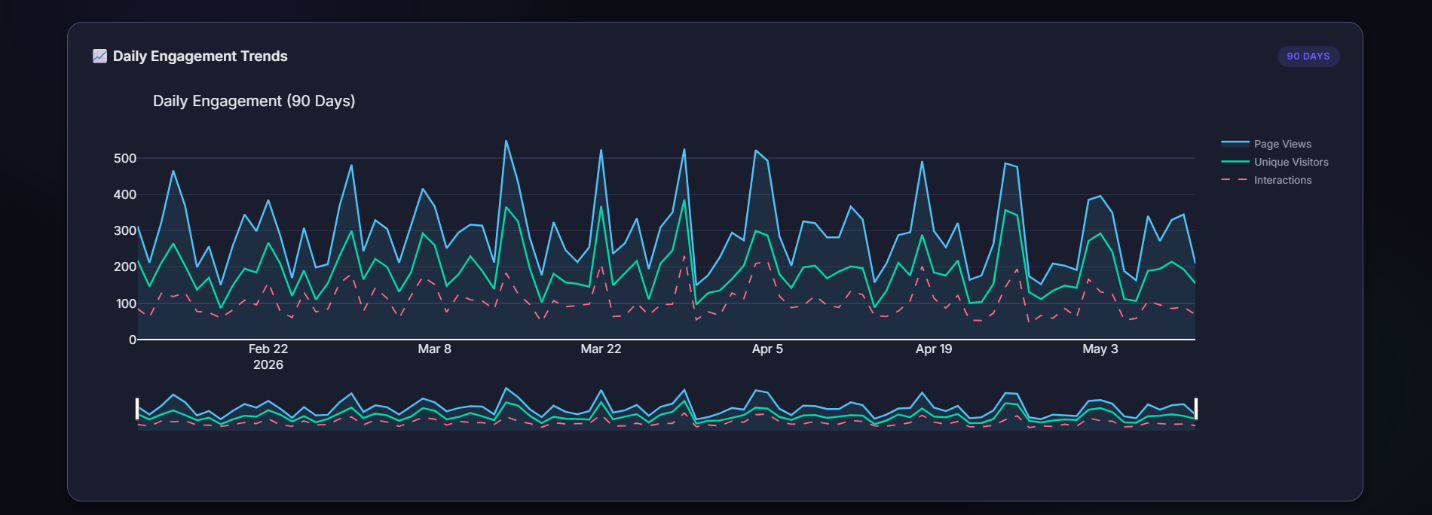 📈 Daily Engagement Trends
90 DAYS
Daily Engagement (90 Days)
Page Views
Unique Visitors
Interactions
500
400
300
200
100
0
Feb 22
2026
Mar 8
Mar 22
Apr 5
Apr 19
May 3